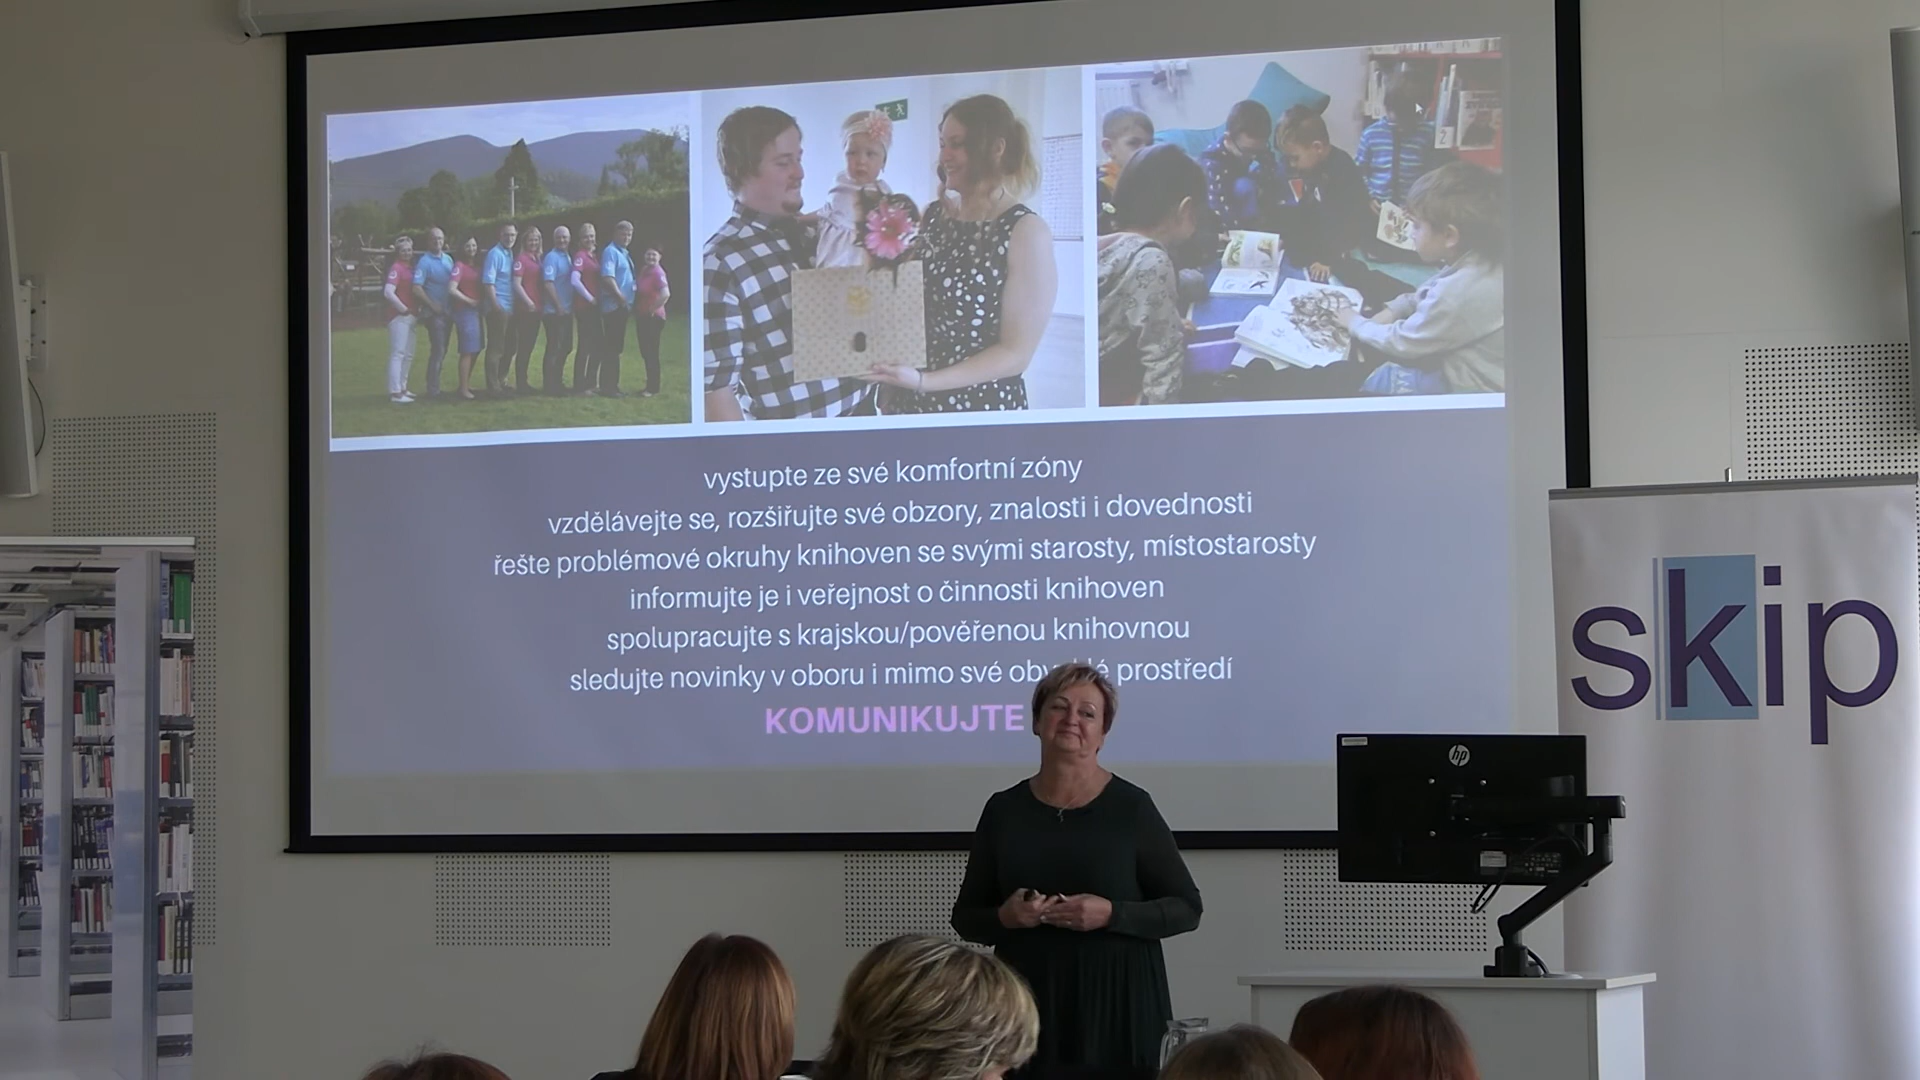 vystupte ze své komfortní zóny
vzdělávejte se, rozšiřujte své obzory, znalosti i dovednosti
řešte problémové okruhy knihoven se svými starosty, místostarosty
informujte je i veřejnost o činnosti knihoven
spolupracujte s krajskou/pověřenou knihovnou
sledujte novinky v oboru i mimo své prostředí
KOMUNIKUJTE
skip
hp